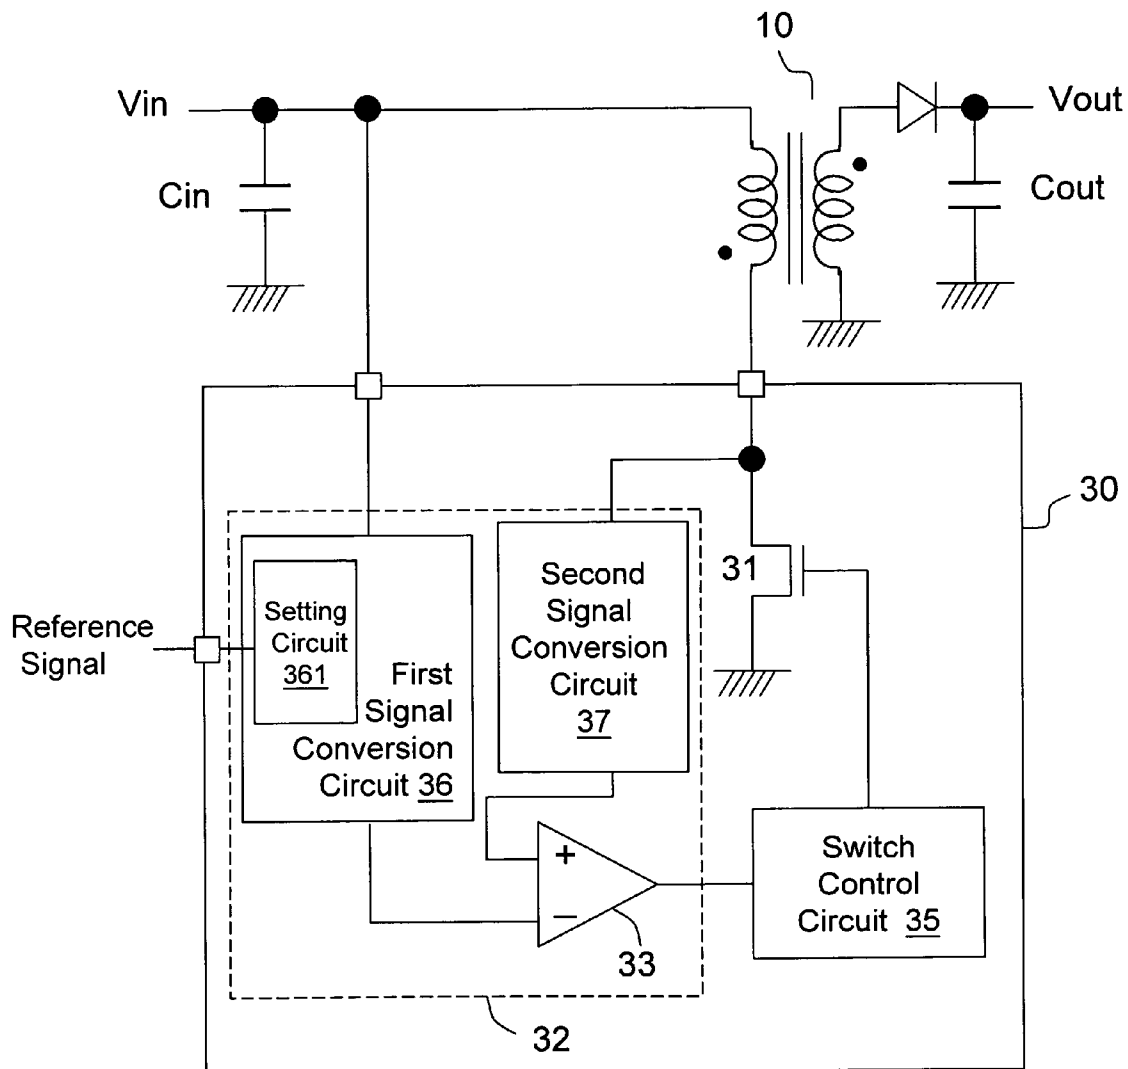 10
Vin
Vout
Cin
Cout
30
31
Second
Signal
Conversion
Circuit
37
Setting
Circuit
361
Reference
Signal
First
Signal
Conversion
Circuit 36
+
−
33
Switch
Control
Circuit 35
32